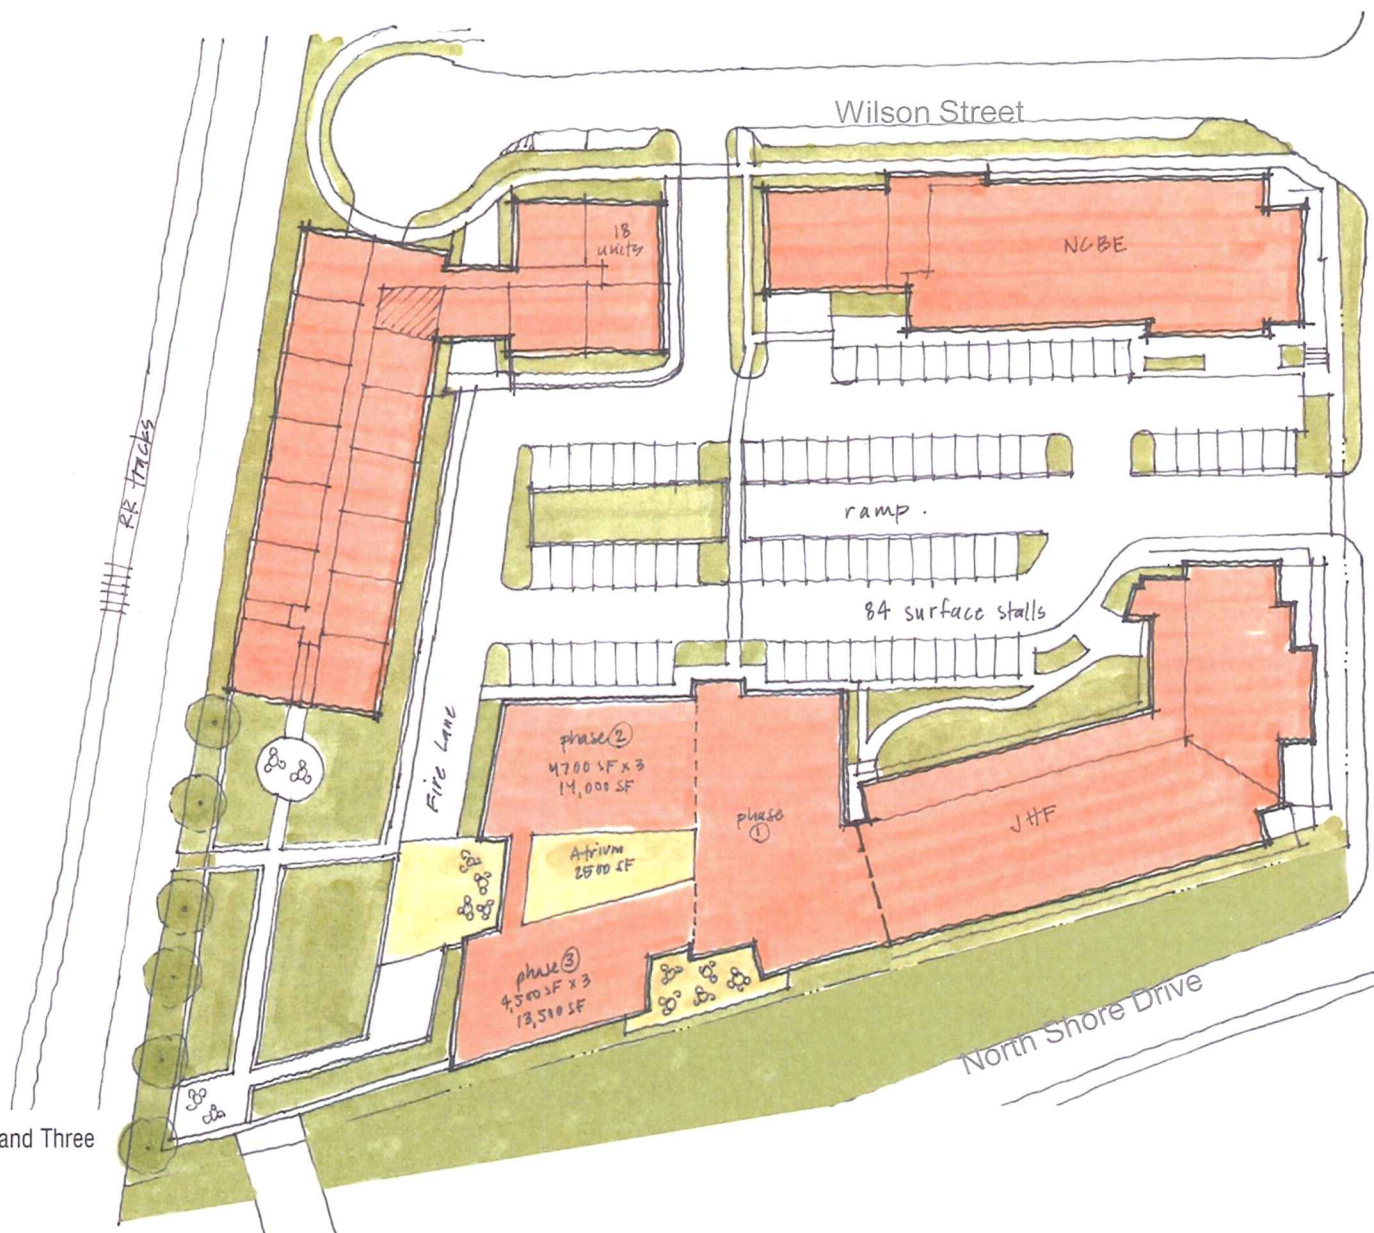 Wilson Street
18
units
NCBE
RR tracks
ramp.
84 surface stalls
Fire Lane
phase 2
4700 SF x 3
14,000 SF
phase
1
JHF
Atrium
2500 SF
phase 3
4,500 SF x 3
13,500 SF
North Shore Drive
and Three